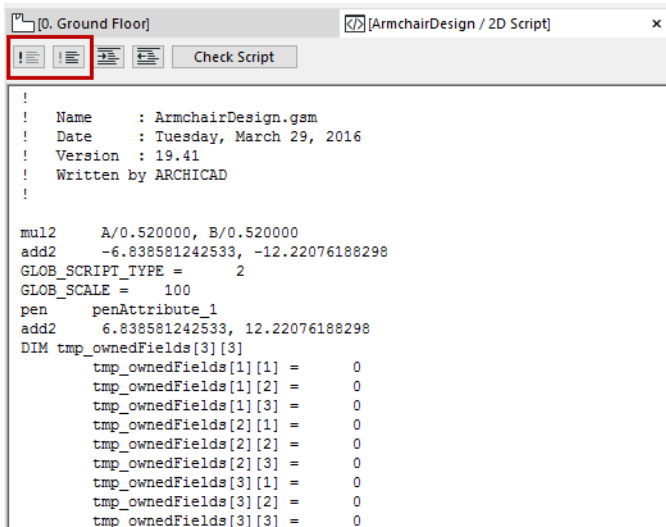 [0. Ground Floor]
[ArmchairDesign / 2D Script]
Check Script
!
!   Name     : ArmchairDesign.gsm
!   Date     : Tuesday, March 29, 2016
!   Version  : 19.41
!   Written by ARCHICAD
!
mul2     A/0.520000, B/0.520000
add2     -6.838581242533, -12.22076188298
GLOB_SCRIPT_TYPE =      2
GLOB_SCALE =    100
pen     penAttribute_1
add2     6.838581242533, 12.22076188298
DIM tmp_ownedFields[3][3]
        tmp_ownedFields[1][1] =      0
        tmp_ownedFields[1][2] =      0
        tmp_ownedFields[1][3] =      0
        tmp_ownedFields[2][1] =      0
        tmp_ownedFields[2][2] =      0
        tmp_ownedFields[2][3] =      0
        tmp_ownedFields[3][1] =      0
        tmp_ownedFields[3][2] =      0
        tmp_ownedFields[3][3] =      0